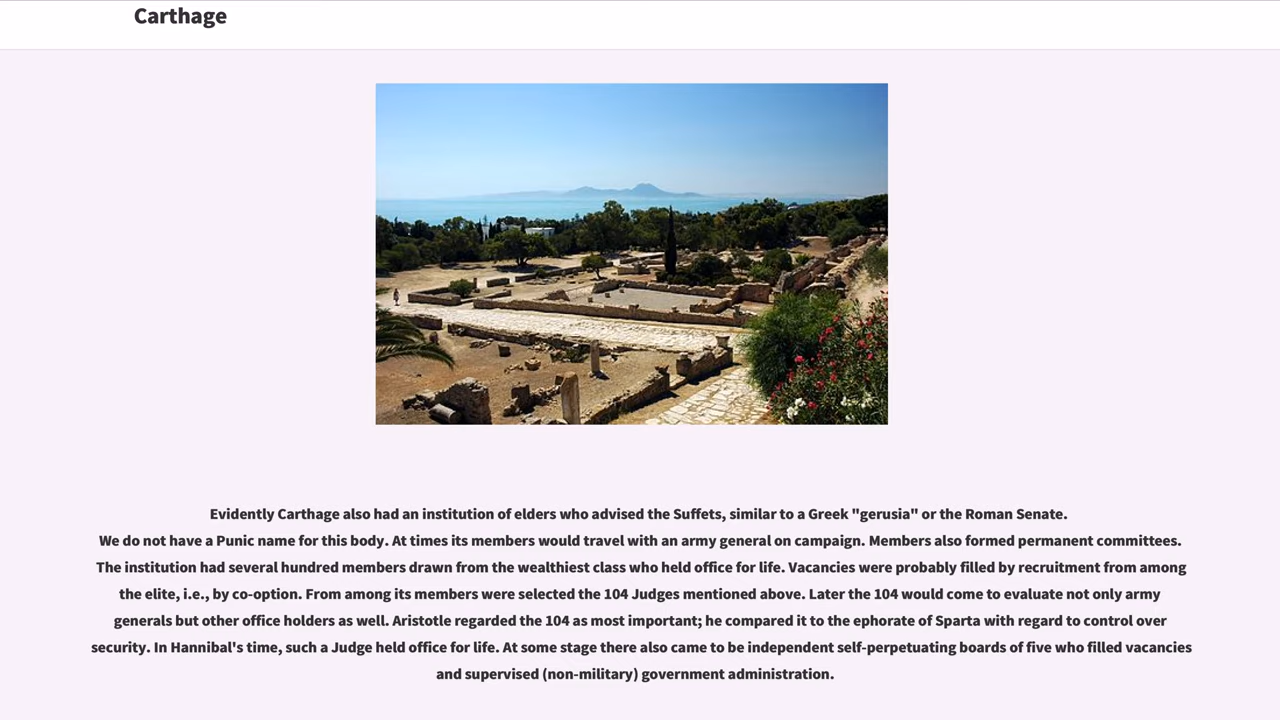 Carthage
Evidently Carthage also had an institution of elders who advised the Suffets, similar to a Greek "gerusia" or the Roman Senate.
We do not have a Punic name for this body. At times its members would travel with an army general on campaign. Members also formed permanent committees.
The institution had several hundred members drawn from the wealthiest class who held office for life. Vacancies were probably filled by recruitment from among
the elite, i.e., by co-option. From among its members were selected the 104 Judges mentioned above. Later the 104 would come to evaluate not only army
generals but other office holders as well. Aristotle regarded the 104 as most important; he compared it to the ephorate of Sparta with regard to control over
security. In Hannibal's time, such a Judge held office for life. At some stage there also came to be independent self-perpetuating boards of five who filled vacancies
and supervised (non-military) government administration.